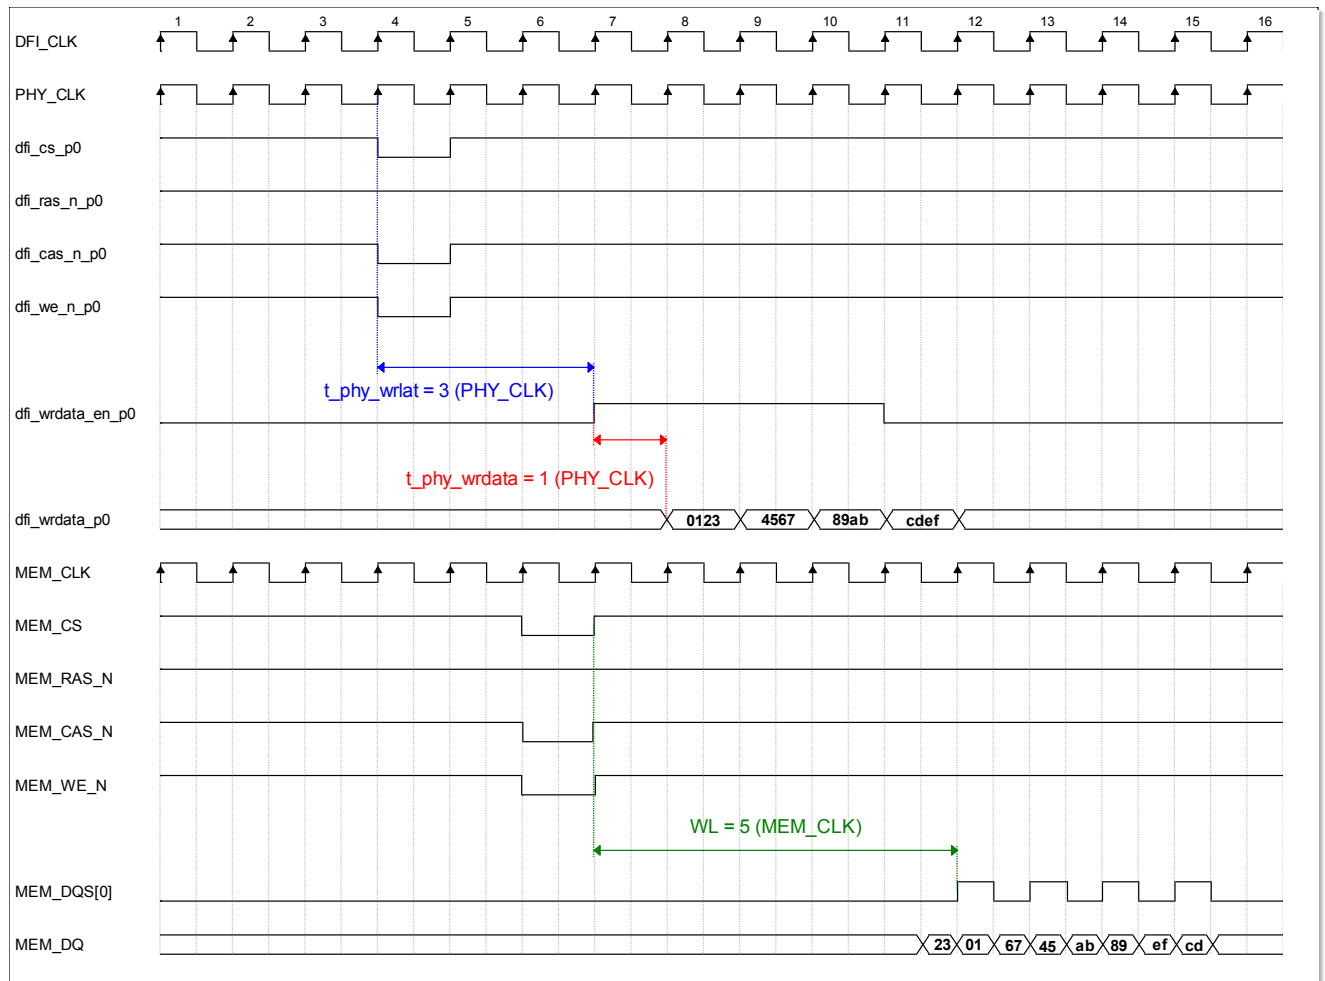 1 2 3 4 5 6 7 8 9 10 11 12 13 14 15 16
DFI_CLK
PHY_CLK
dfi_cs_p0
dfi_ras_n_p0
dfi_cas_n_p0
dfi_we_n_p0
t_phy_wrlat = 3 (PHY_CLK)
dfi_wrdata_en_p0
t_phy_wrdata = 1 (PHY_CLK)
dfi_wrdata_p0 0123 4567 89ab cdef
MEM_CLK
MEM_CS
MEM_RAS_N
MEM_CAS_N
MEM_WE_N
WL = 5 (MEM_CLK)
MEM_DQS[0]
MEM_DQ 23 01 67 45 ab 89 ef cd